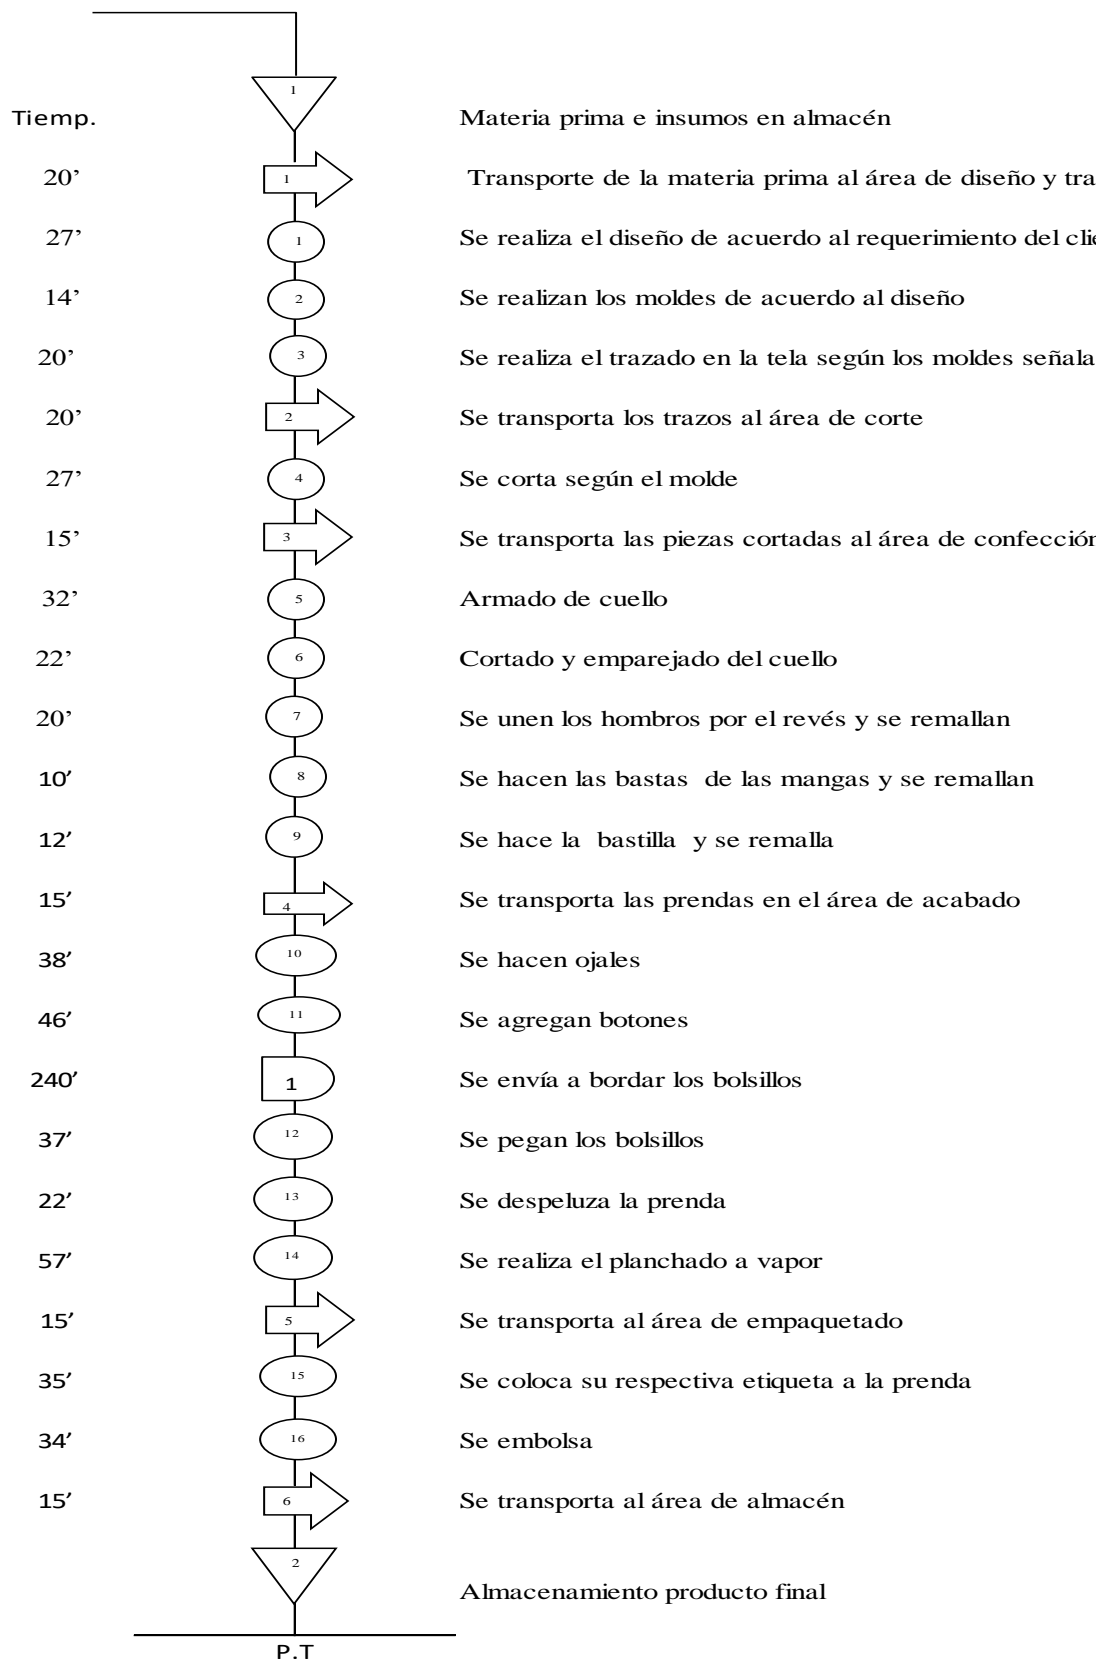 1
Tiemp. Materia prima e insumos en almacén
20’ 1 Transporte de la materia prima al área de diseño y tra
27’ 1 Se realiza el diseño de acuerdo al requerimiento del clie
14’ 2 Se realizan los moldes de acuerdo al diseño
20’ 3 Se realiza el trazado en la tela según los moldes señala
20’ 2 Se transporta los trazos al área de corte
27’ 4 Se corta según el molde
15’ 3 Se transporta las piezas cortadas al área de confección
32’ 5 Armado de cuello
22’ 6 Cortado y emparejado del cuello
20’ 7 Se unen los hombros por el revés y se remallan
10’ 8 Se hacen las bastas de las mangas y se remallan
12’ 9 Se hace la bastilla y se remalla
15’ 4 Se transporta las prendas en el área de acabado
38’ 10 Se hacen ojales
46’ 11 Se agregan botones
240’ 1 Se envía a bordar los bolsillos
37’ 12 Se pegan los bolsillos
22’ 13 Se despeluza la prenda
57’ 14 Se realiza el planchado a vapor
15’ 5 Se transporta al área de empaquetado
35’ 15 Se coloca su respectiva etiqueta a la prenda
34’ 16 Se embolsa
15’ 6 Se transporta al área de almacén
2
Almacenamiento producto final
P.T